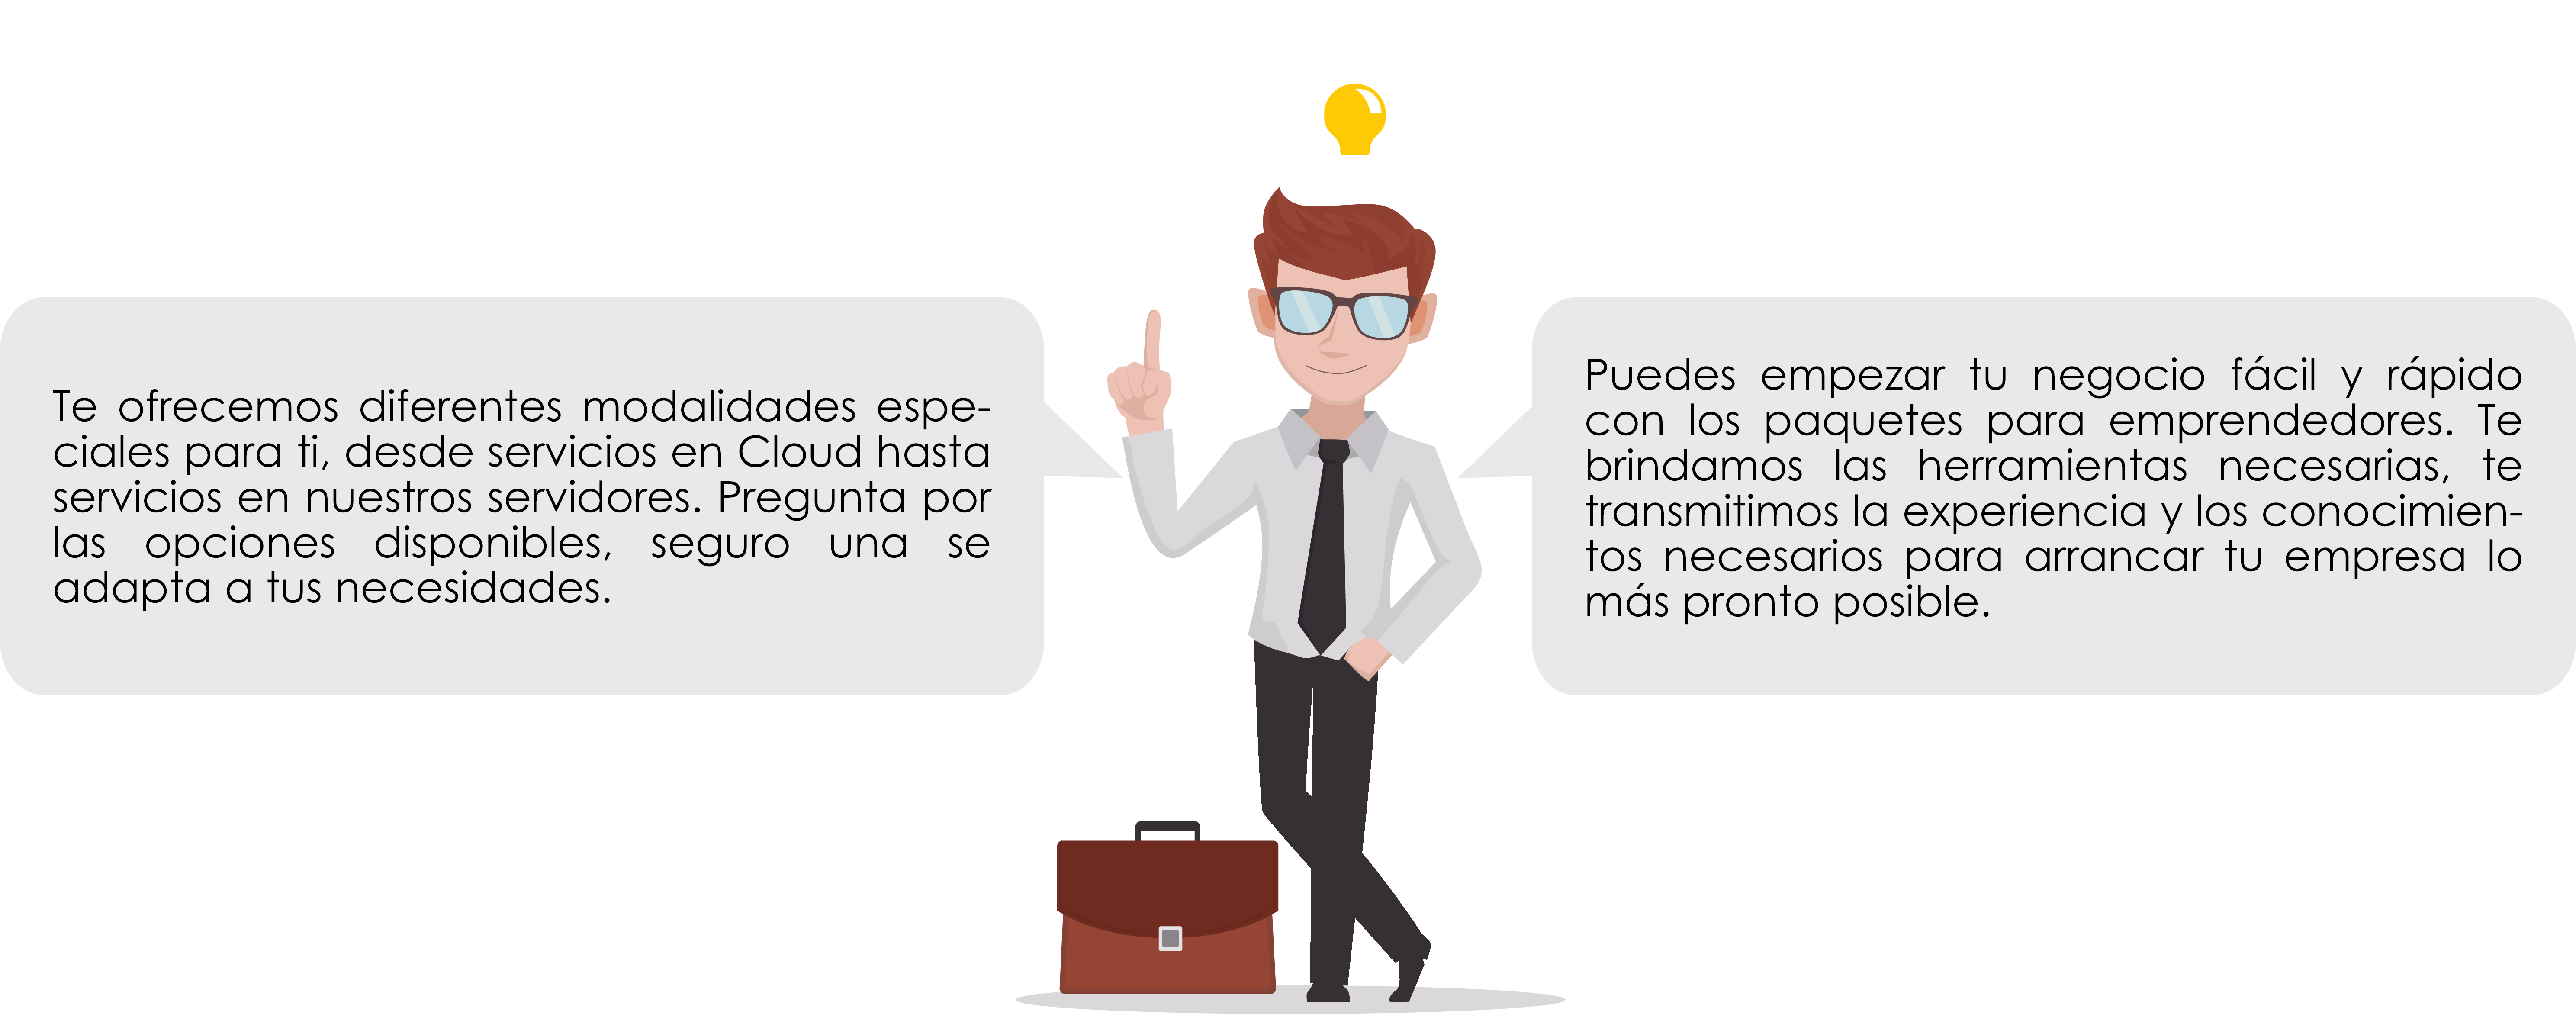 Te ofrecemos diferentes modalidades espe-
ciales para ti, desde servicios en Cloud hasta
servicios en nuestros servidores. Pregunta por
las opciones disponibles, seguro una se
adapta a tus necesidades.
Puedes empezar tu negocio fácil y rápido
con los paquetes para emprendedores. Te
brindamos las herramientas necesarias, te
transmitimos la experiencia y los conocimien-
tos necesarios para arrancar tu empresa lo
más pronto posible.